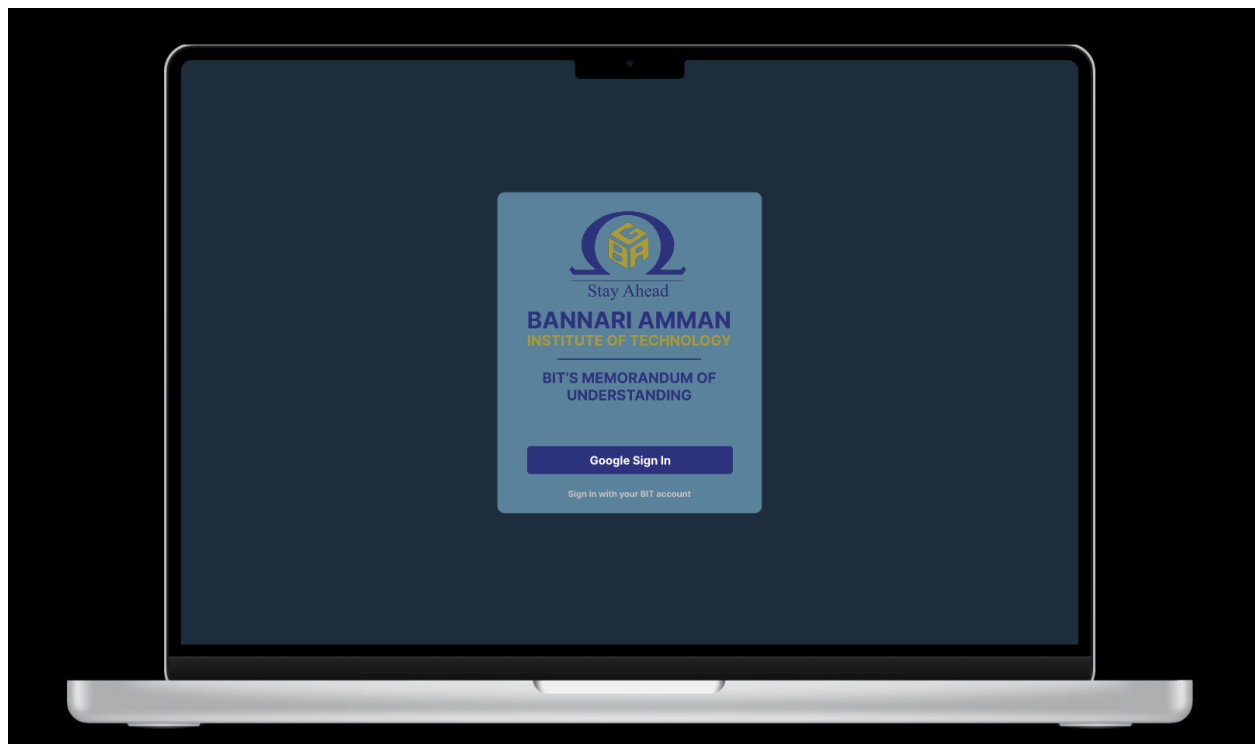 GBA
Stay Ahead
BANNARI AMMAN
INSTITUTE OF TECHNOLOGY
BIT'S MEMORANDUM OF
UNDERSTANDING
Google Sign In
Sign in with your BIT account